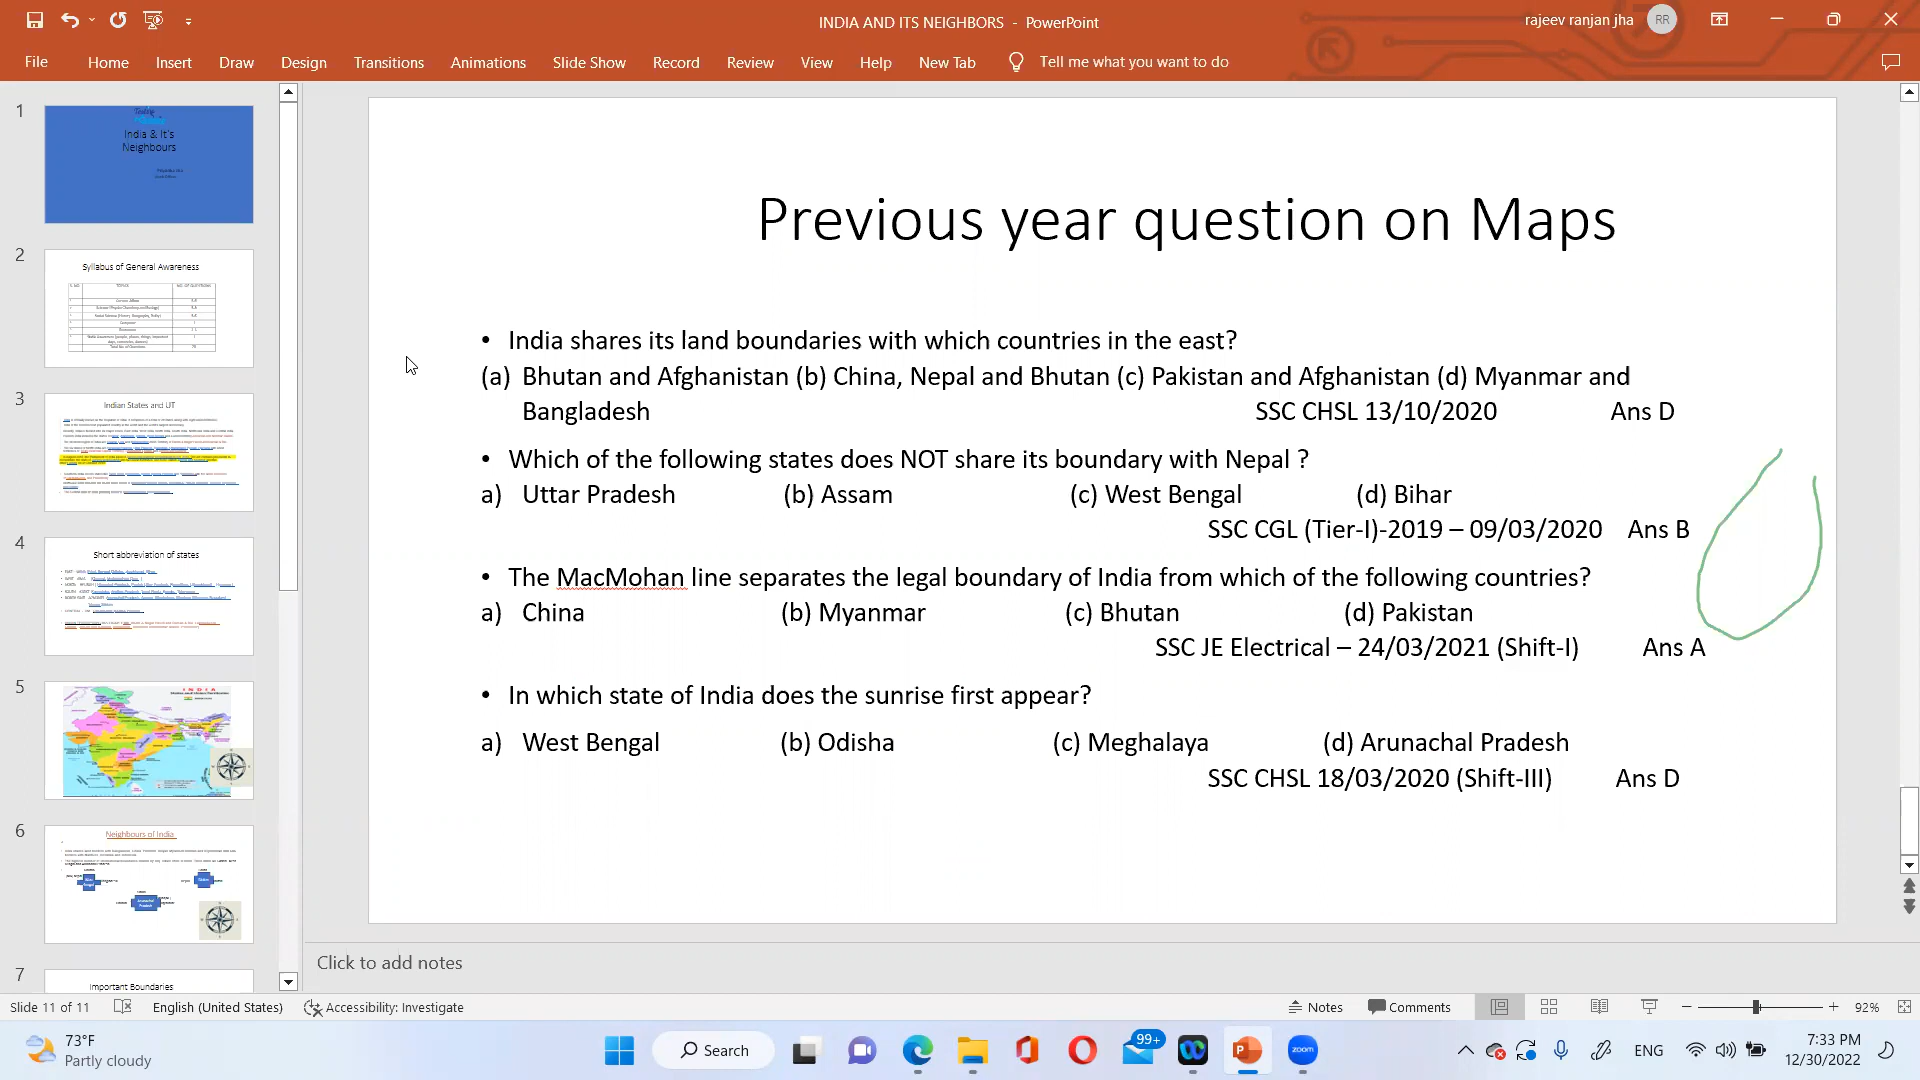 INDIA AND ITS NEIGHBORS - PowerPoint
rajeev ranjan jha
RR
File Home Insert Draw Design Transitions Animations Slide Show Record Review View Help New Tab Tell me what you want to do
1
India & It's
Neighbours
2
Syllabus of General Awareness
3
Indian States and UT
4
Short abbreviation of states
5
INDIA
6
Neighbours of India
7
Important Boundaries
Previous year question on Maps
• India shares its land boundaries with which countries in the east?
(a) Bhutan and Afghanistan (b) China, Nepal and Bhutan (c) Pakistan and Afghanistan (d) Myanmar and
Bangladesh SSC CHSL 13/10/2020 Ans D
• Which of the following states does NOT share its boundary with Nepal ?
a) Uttar Pradesh (b) Assam (c) West Bengal (d) Bihar
SSC CGL (Tier-I)-2019 – 09/03/2020 Ans B
• The MacMohan line separates the legal boundary of India from which of the following countries?
a) China (b) Myanmar (c) Bhutan (d) Pakistan
SSC JE Electrical – 24/03/2021 (Shift-I) Ans A
• In which state of India does the sunrise first appear?
a) West Bengal (b) Odisha (c) Meghalaya (d) Arunachal Pradesh
SSC CHSL 18/03/2020 (Shift-III) Ans D
Click to add notes
Slide 11 of 11 English (United States) Accessibility: Investigate Notes Comments 92%
73°F
Partly cloudy
Search
99+
zoom
ENG
7:33 PM
12/30/2022